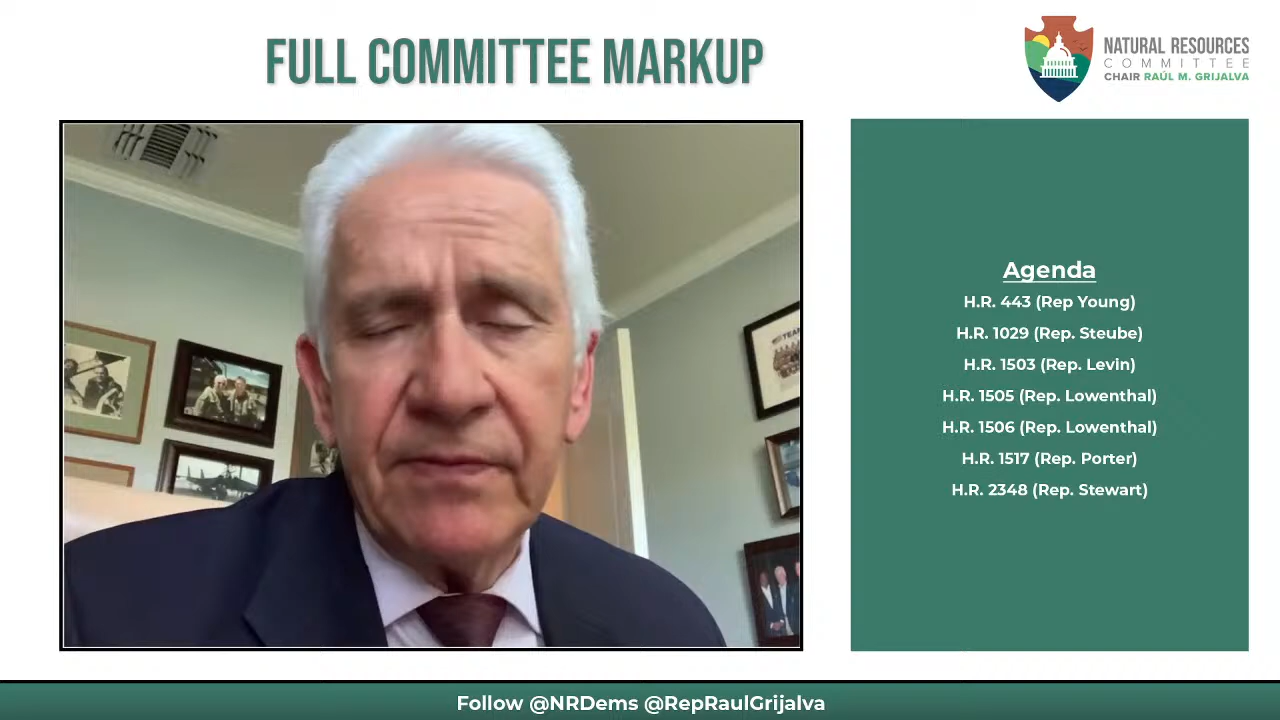 FULL COMMITTEE MARKUP
NATURAL RESOURCES
COMMITTEE
CHAIR RAÚL M. GRIJALVA
TEAM
Agenda
H.R. 443 (Rep Young)
H.R. 1029 (Rep. Steube)
H.R. 1503 (Rep. Levin)
H.R. 1505 (Rep. Lowenthal)
H.R. 1506 (Rep. Lowenthal)
H.R. 1517 (Rep. Porter)
H.R. 2348 (Rep. Stewart)
Follow @NRDems @RepRaulGrijalva